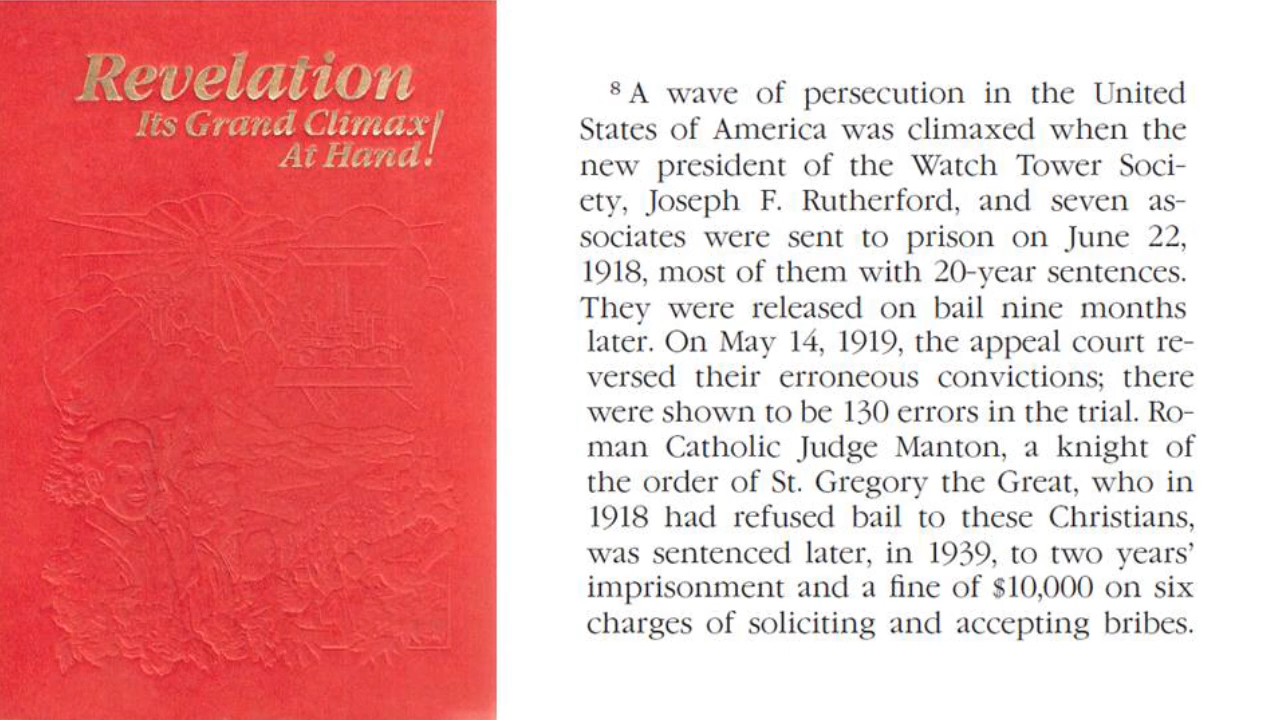 Revelation
Its Grand Climax
At Hand!
8 A wave of persecution in the United
States of America was climaxed when the
new president of the Watch Tower Soci-
ety, Joseph F. Rutherford, and seven as-
sociates were sent to prison on June 22,
1918, most of them with 20-year sentences.
They were released on bail nine months
later. On May 14, 1919, the appeal court re-
versed their erroneous convictions; there
were shown to be 130 errors in the trial. Ro-
man Catholic Judge Manton, a knight of
the order of St. Gregory the Great, who in
1918 had refused bail to these Christians,
was sentenced later, in 1939, to two years’
imprisonment and a fine of $10,000 on six
charges of soliciting and accepting bribes.